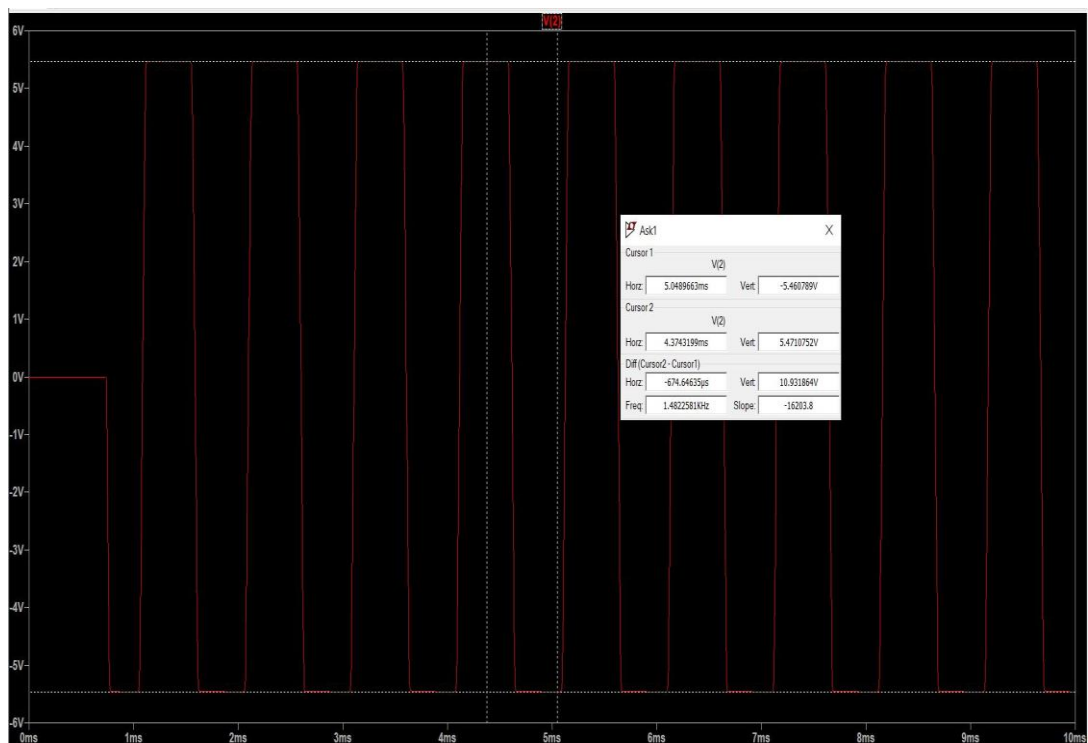 V(2)
6V
5V
4V
3V
2V
1V
0V
-1V
-2V
-3V
-4V
-5V
-6V
0ms 1ms 2ms 3ms 4ms 5ms 6ms 7ms 8ms 9ms 10ms
Ask1 X
Cursor 1
V(2)
Horz: 5.0489663ms Vert: -5.460789V
Cursor 2
V(2)
Horz: 4.3743199ms Vert: 5.4710752V
Diff (Cursor2 - Cursor1)
Horz: -674.64635µs Vert: 10.931864V
Freq: 1.4822581KHz Slope: -16203.8